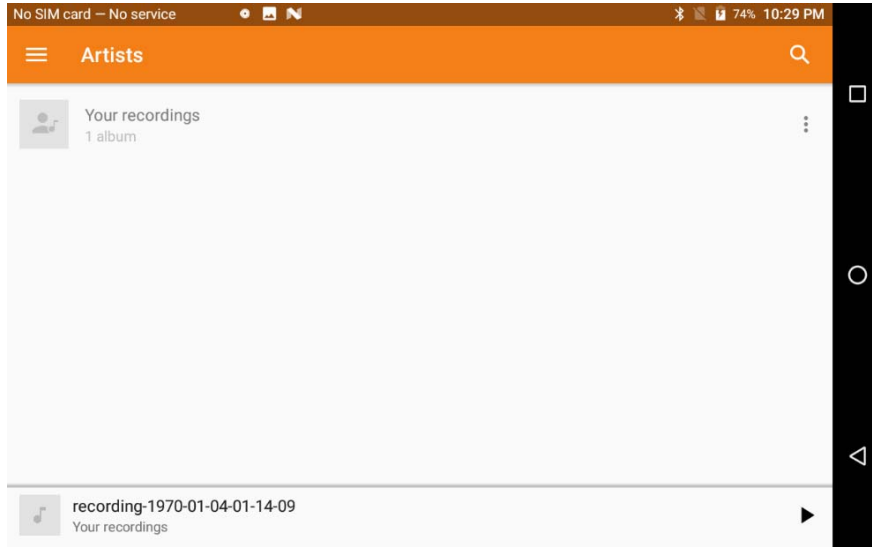 No SIM card — No service 74% 10:29 PM
Artists
Your recordings
1 album
recording-1970-01-04-01-14-09
Your recordings